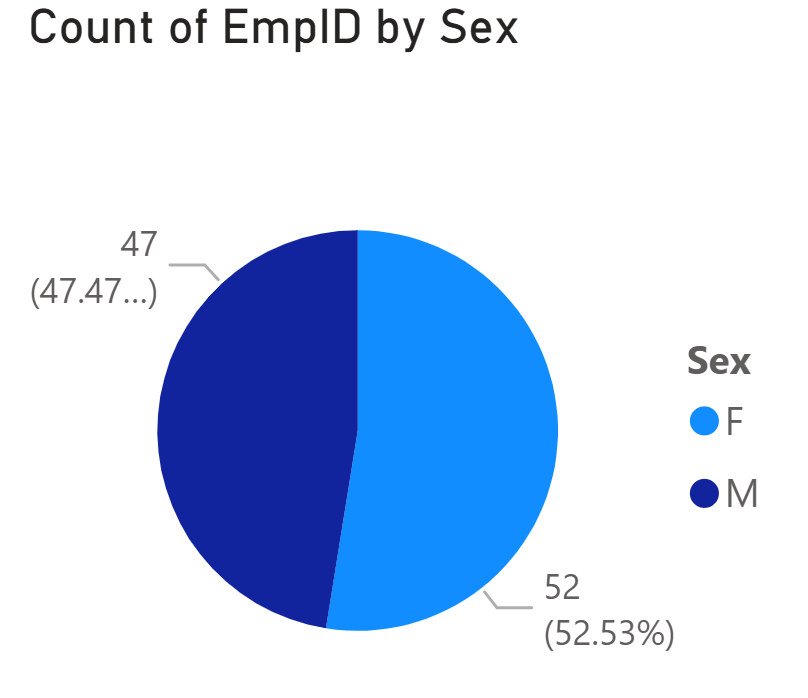 Count of EmpID by Sex
47
(47.47...)
Sex
F
M
52
(52.53%)